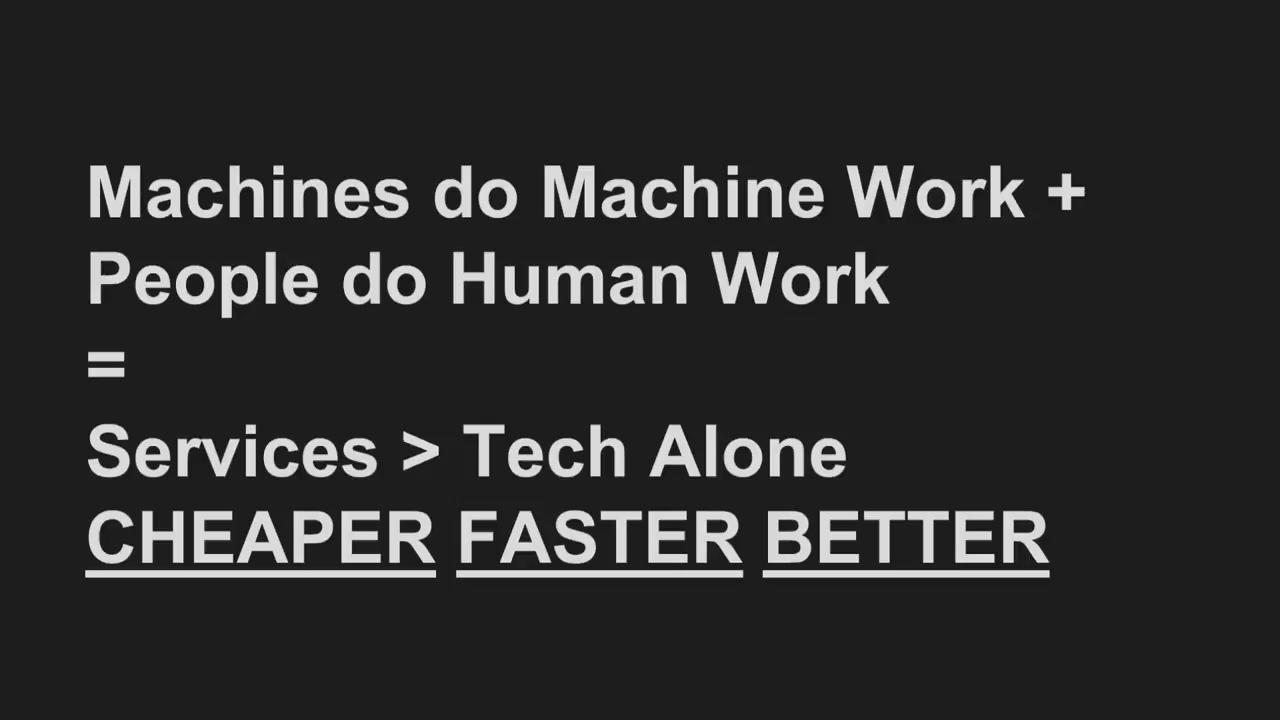 Machines do Machine Work +
People do Human Work
=
Services > Tech Alone
CHEAPER FASTER BETTER